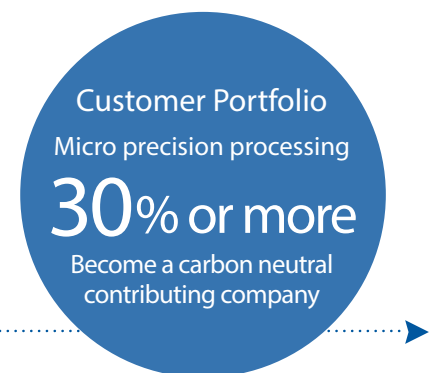 Customer Portfolio
Micro precision processing
30% or more
Become a carbon neutral
contributing company